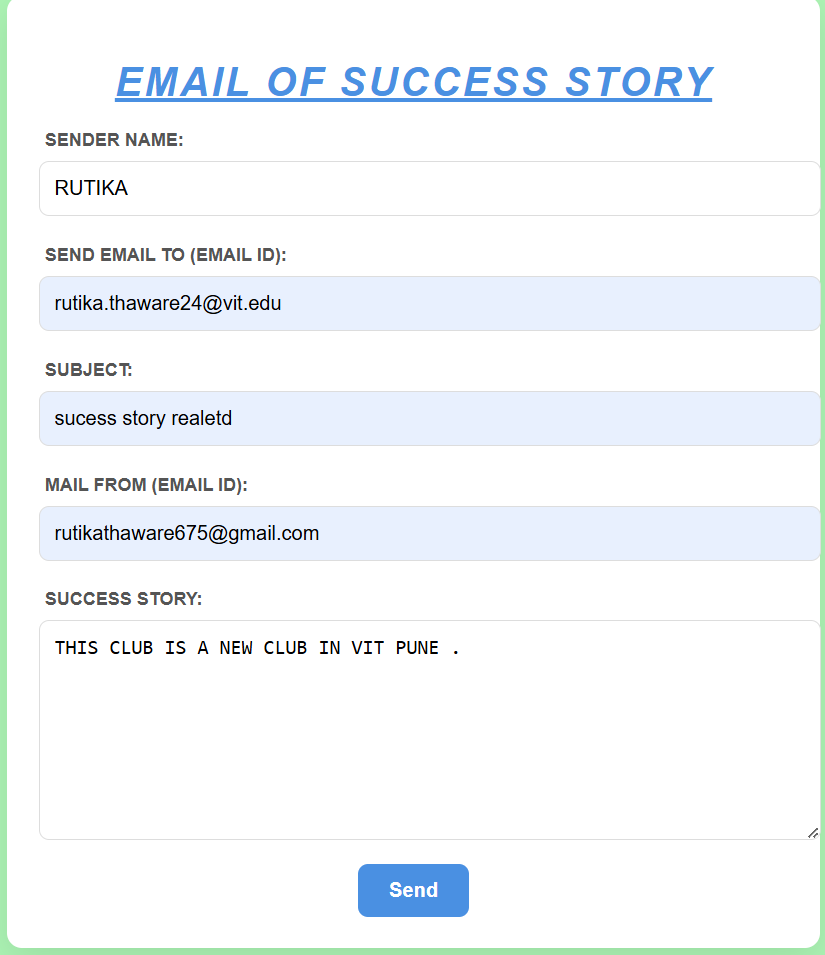 EMAIL OF SUCCESS STORY
SENDER NAME:
RUTIKA
SEND EMAIL TO (EMAIL ID):
rutika.thaware24@vit.edu
SUBJECT:
sucess story realetd
MAIL FROM (EMAIL ID):
rutikathaware675@gmail.com
SUCCESS STORY:
THIS CLUB IS A NEW CLUB IN VIT PUNE .
Send